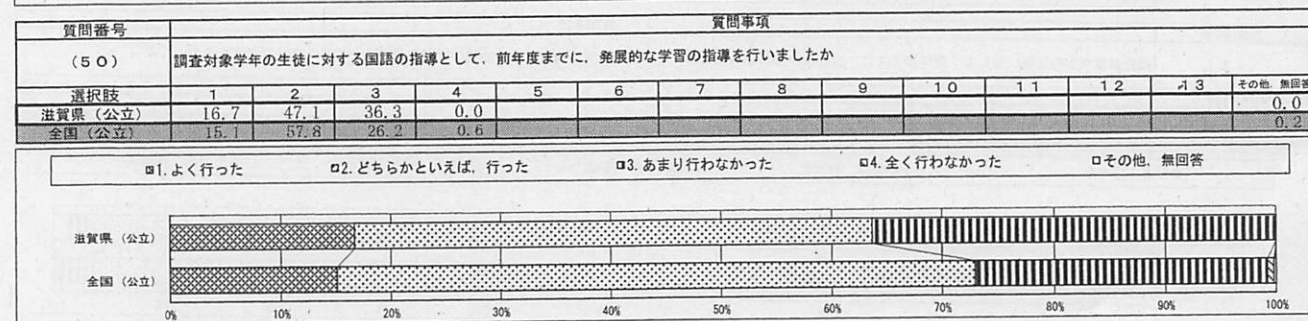 質問番号 質問事項
(50) 調査対象学年の生徒に対する国語の指導として，前年度までに，発展的な学習の指導を行いましたか
選択肢 1 2 3 4 5 6 7 8 9 10 11 12 13 その他，無回答
滋賀県（公立） 16.7 47.1 36.3 0.0 0.0
全国（公立） 15.1 57.8 26.2 0.6 0.2
1.よく行った 2.どちらかといえば，行った 3.あまり行わなかった 4.全く行わなかった その他，無回答
滋賀県（公立）
全国（公立）
0% 10% 20% 30% 40% 50% 60% 70% 80% 90% 100%